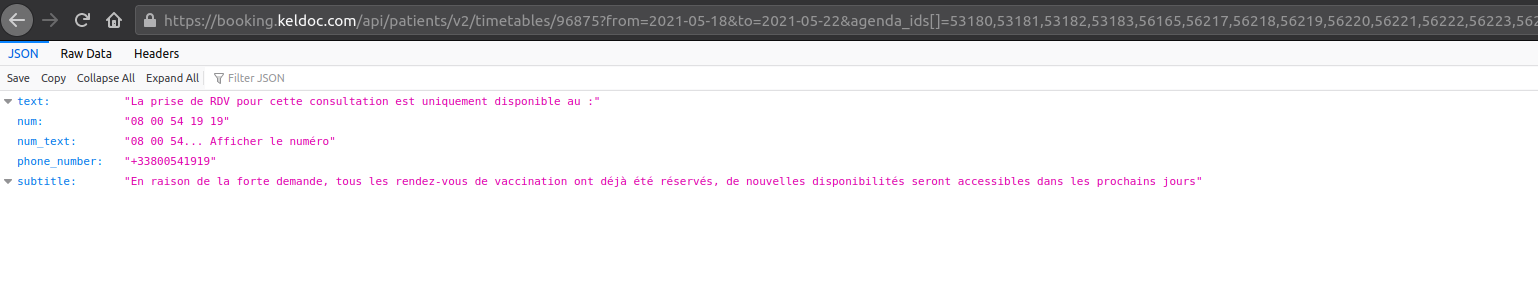 https://booking.keldoc.com/api/patients/v2/timetables/96875?from=2021-05-18&to=2021-05-22&agenda_ids[]=53180,53181,53182,53183,56165,56217,56218,56219,56220,56221,56222,56223,562
JSON Raw Data Headers
Save Copy Collapse All Expand All Filter JSON
text: "La prise de RDV pour cette consultation est uniquement disponible au :"
num: "08 00 54 19 19"
num_text: "08 00 54... Afficher le numéro"
phone_number: "+33800541919"
subtitle: "En raison de la forte demande, tous les rendez-vous de vaccination ont déjà été réservés, de nouvelles disponibilités seront accessibles dans les prochains jours"